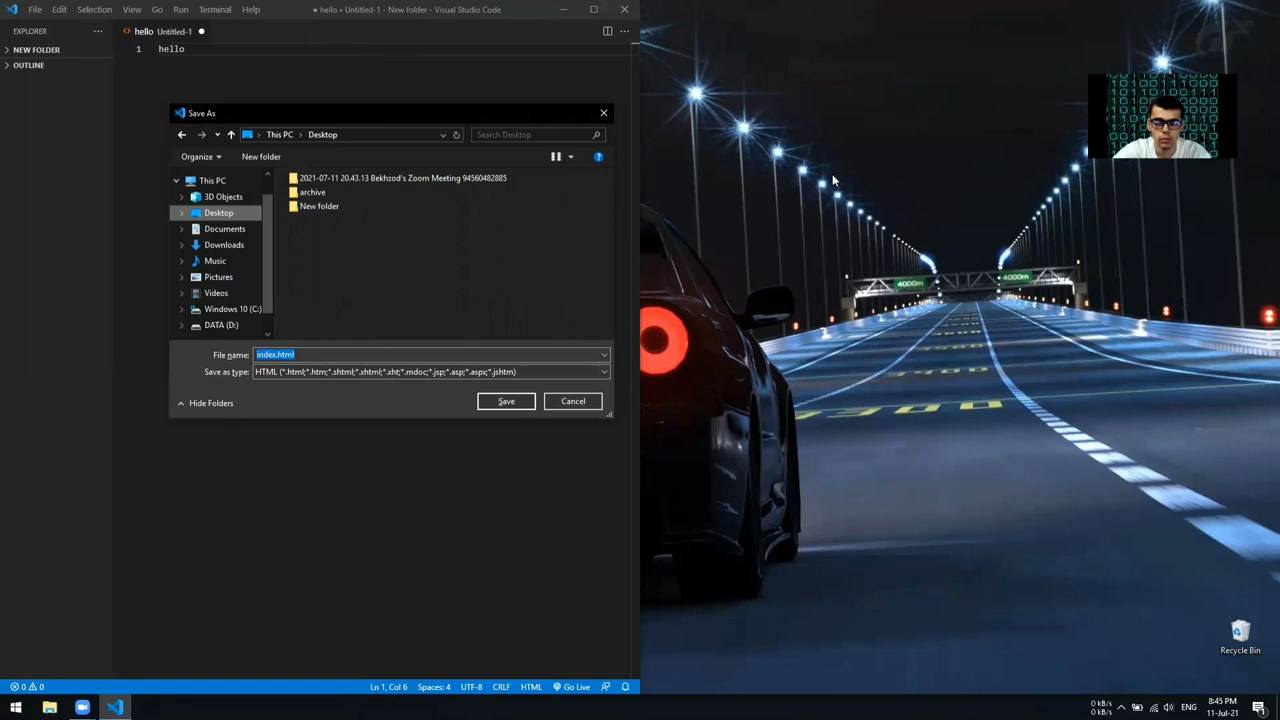 File Edit Selection View Go Run Terminal Help
● hello • Untitled-1 - New folder - Visual Studio Code
EXPLORER
hello Untitled-1
NEW FOLDER
OUTLINE
1 hello
Save As
This PC › Desktop
Search Desktop
Organize
New folder
This PC
3D Objects
Desktop
Documents
Downloads
Music
Pictures
Videos
Windows 10 (C:)
DATA (D:)
2021-07-11 20.43.13 Bekhzod's Zoom Meeting 94560482885
archive
New folder
File name: index.html
Save as type: HTML (*.html;*.htm;*.shtml;*.xhtml;*.xht;*.mdoc;*.jsp;*.asp;*.aspx;*.jshtm)
Hide Folders
Save
Cancel
4000m
4000m
Recycle Bin
0 0
Ln 1, Col 6 Spaces: 4 UTF-8 CRLF HTML Go Live
0 kB/s
0 kB/s
ENG
8:45 PM
11-Jul-21
1